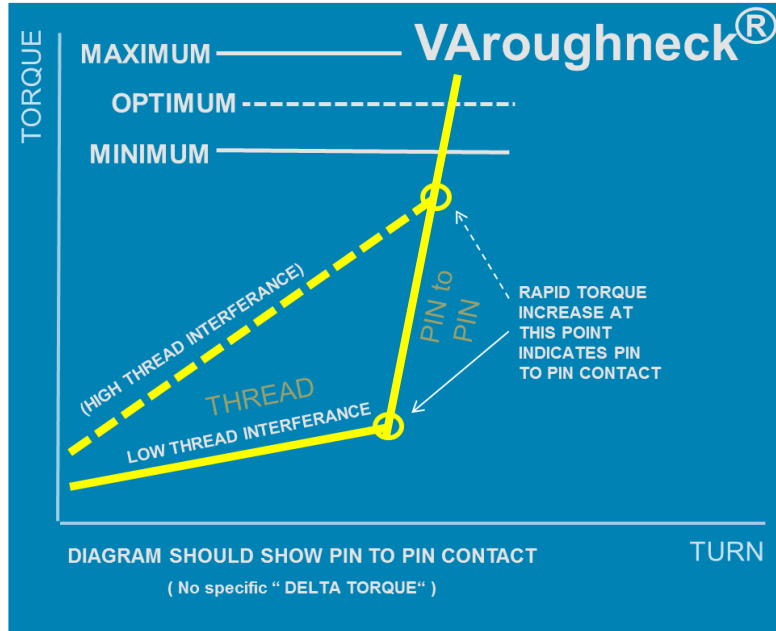 VAroughneck®
TORQUE
MAXIMUM
OPTIMUM
MINIMUM
(HIGH THREAD INTERFERANCE)
THREAD
LOW THREAD INTERFERANCE
PIN to
PIN
RAPID TORQUE
INCREASE AT
THIS POINT
INDICATES PIN
TO PIN CONTACT
TURN
DIAGRAM SHOULD SHOW PIN TO PIN CONTACT
( No specific “ DELTA TORQUE“ )